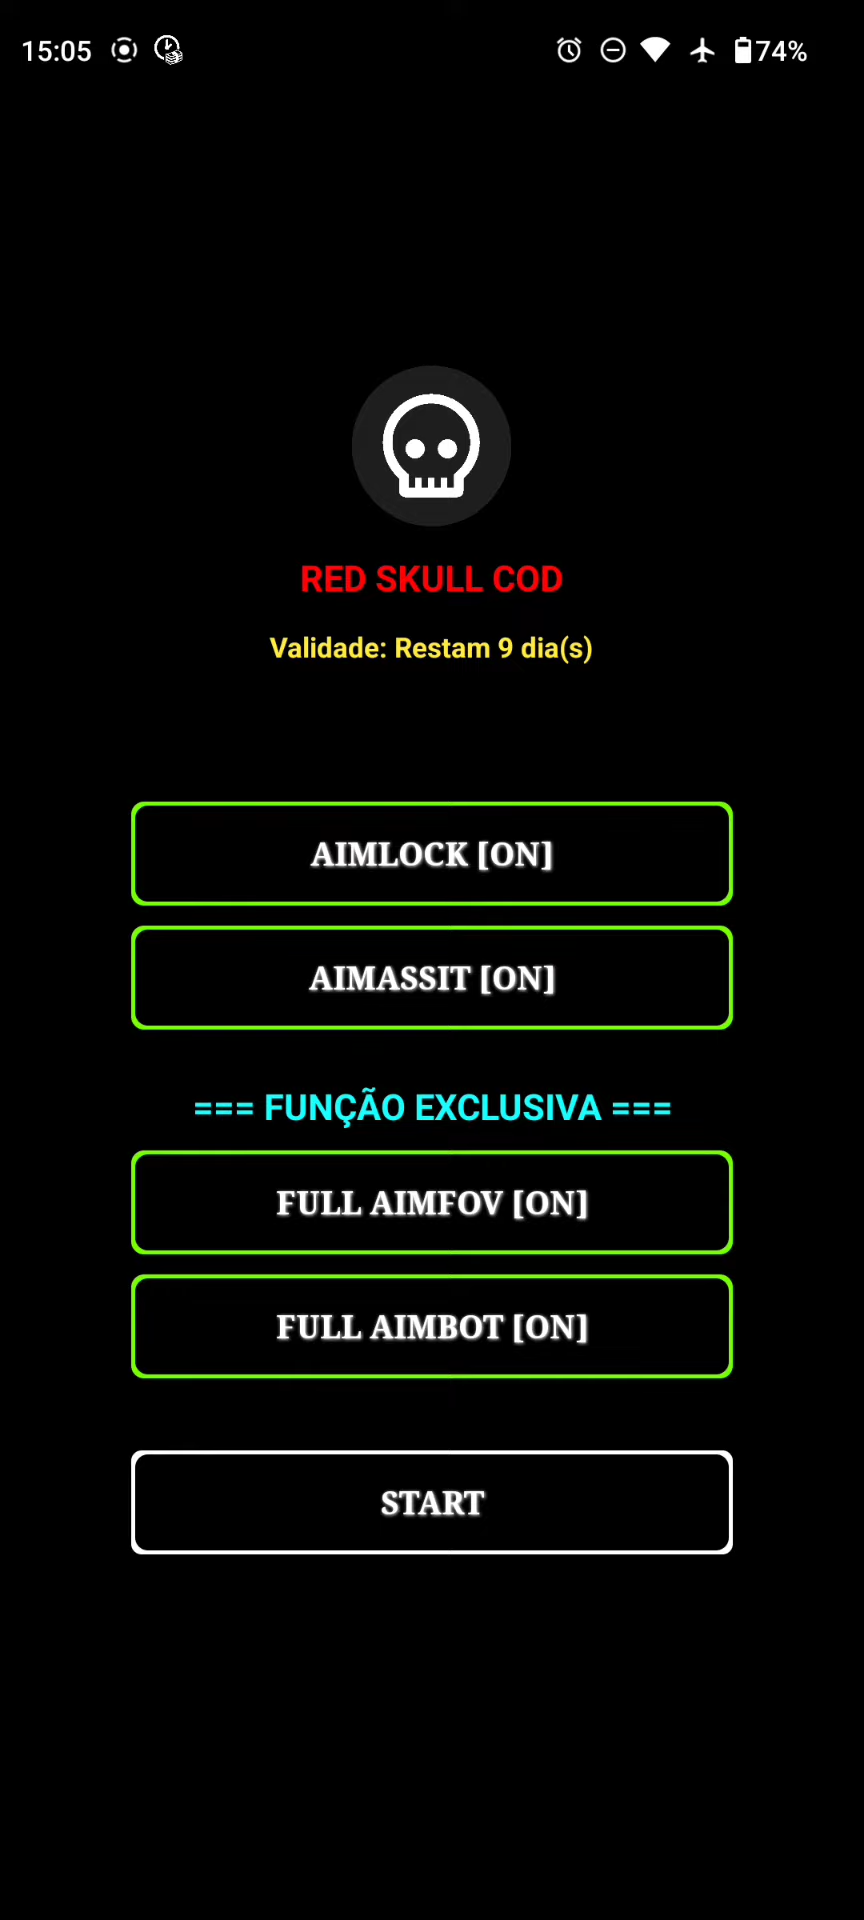 15:05 74%
RED SKULL COD
Validade: Restam 9 dia(s)
AIMLOCK [ON]
AIMASSIT [ON]
=== FUNÇÃO EXCLUSIVA ===
FULL AIMFOV [ON]
FULL AIMBOT [ON]
START